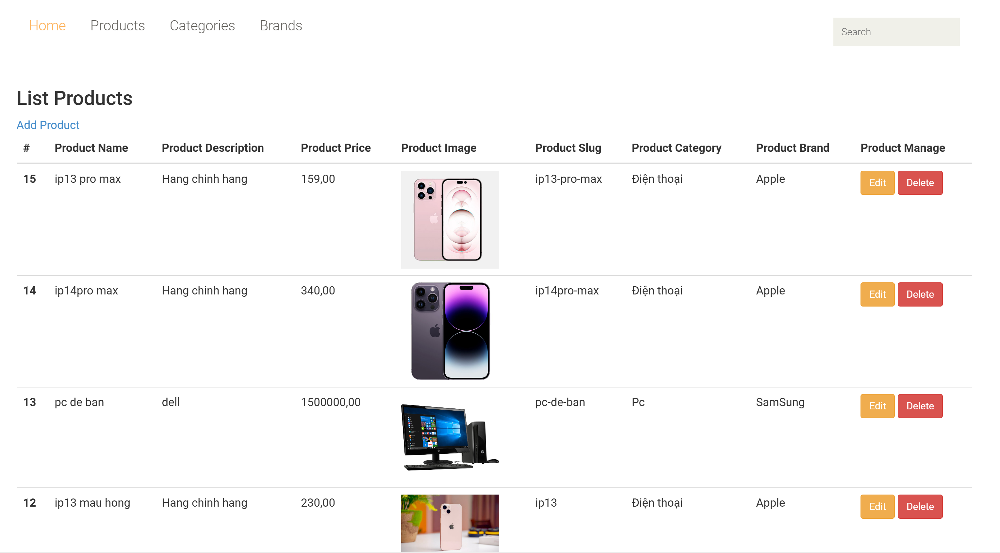 Home Products Categories Brands
Search
List Products
Add Product
# Product Name Product Description Product Price Product Image Product Slug Product Category Product Brand Product Manage
15 ip13 pro max Hang chinh hang 159,00 ip13-pro-max Điện thoại Apple Edit Delete
14 ip14pro max Hang chinh hang 340,00 ip14pro-max Điện thoại Apple Edit Delete
13 pc de ban dell 1500000,00 pc-de-ban Pc SamSung Edit Delete
12 ip13 mau hong Hang chinh hang 230,00 ip13 Điện thoại Apple Edit Delete